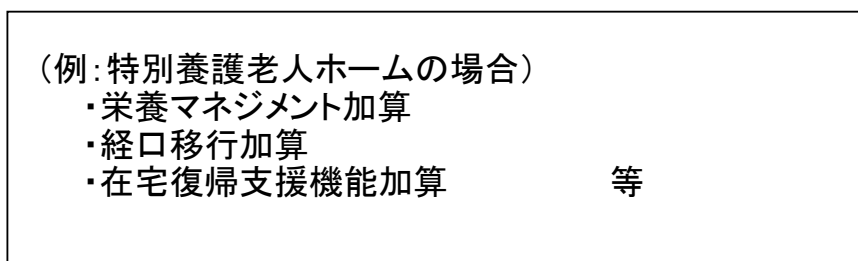 （例：特別養護老人ホームの場合）
・栄養マネジメント加算
・経口移行加算
・在宅復帰支援機能加算　　　　　等